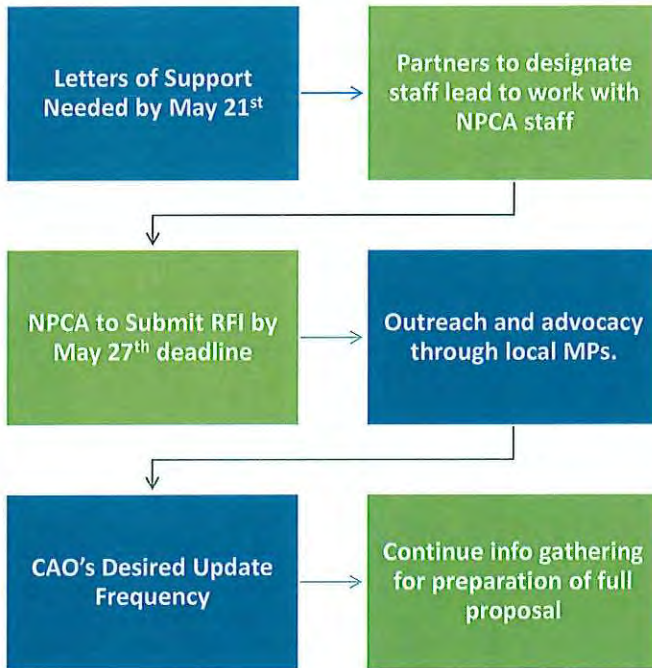 Letters of Support
Needed by May 21st
Partners to designate
staff lead to work with
NPCA staff
NPCA to Submit RFI by
May 27th deadline
Outreach and advocacy
through local MPs.
CAO's Desired Update
Frequency
Continue info gathering
for preparation of full
proposal